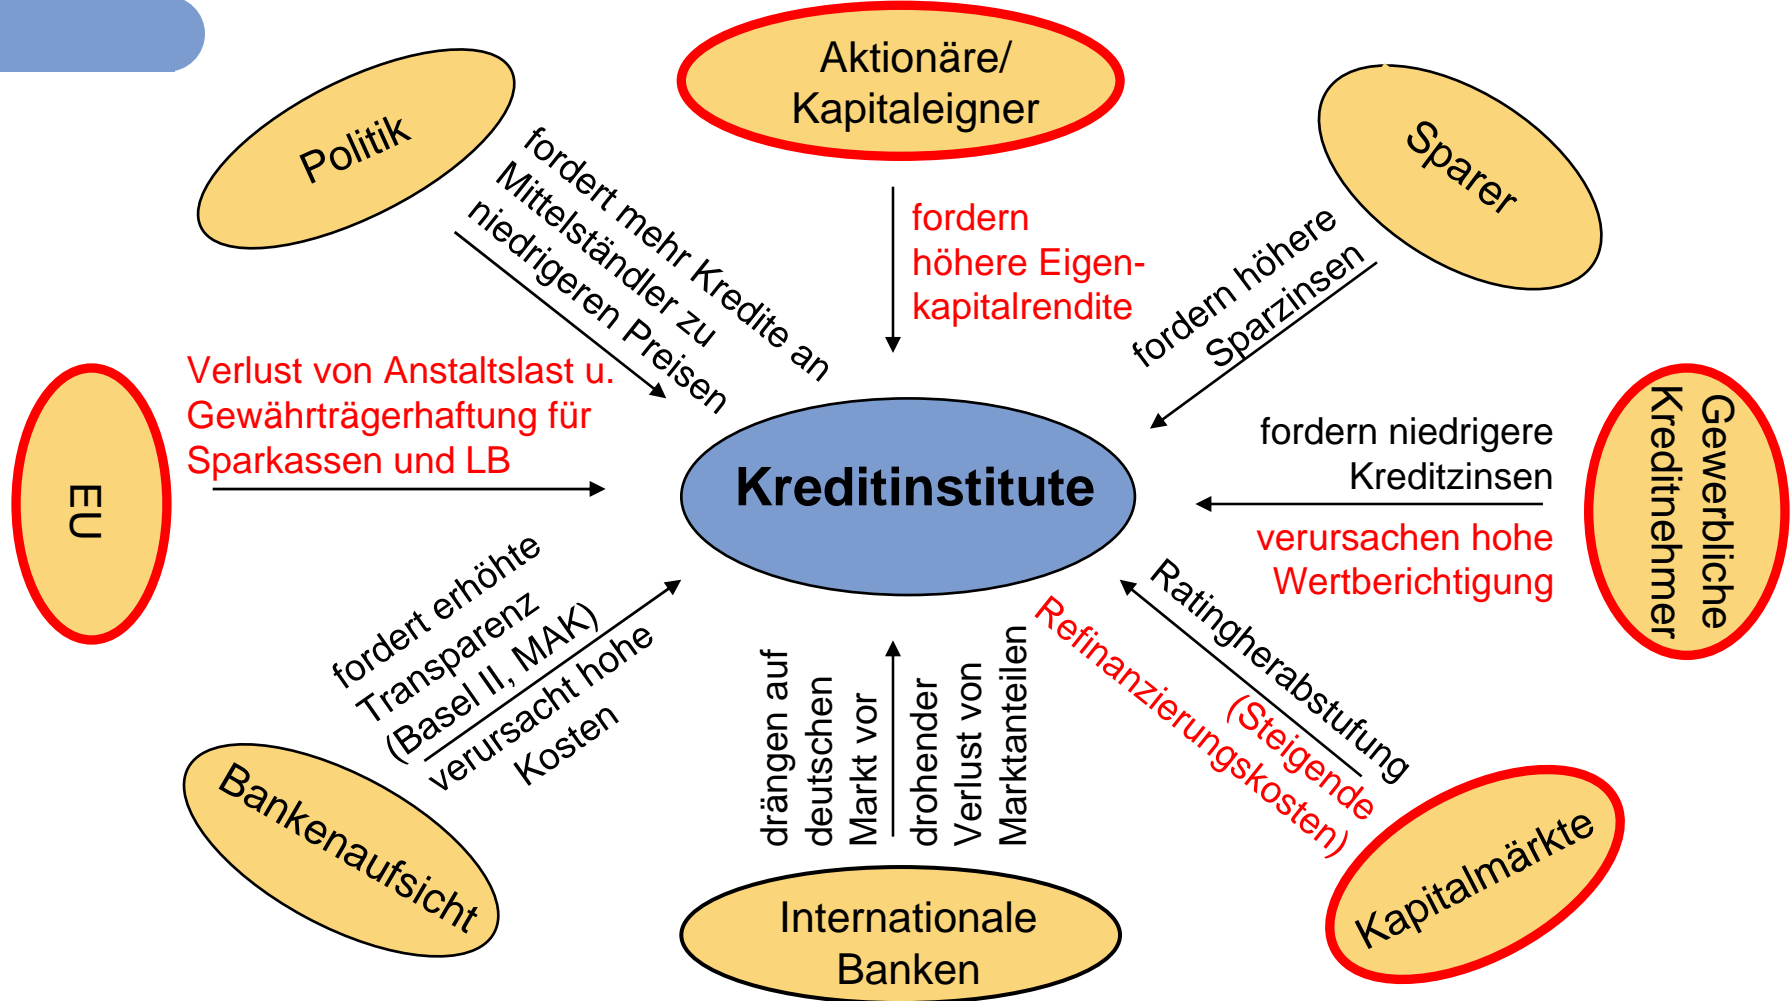 Aktionäre/
Kapitaleigner
Politik
Sparer
fordert mehr Kredite an
Mittelständler zu
niedrigeren Preisen
fordern
höhere Eigen-
kapitalrendite
fordern höhere
Sparzinsen
EU
Verlust von Anstaltslast u.
Gewährträgerhaftung für
Sparkassen und LB
Kreditinstitute
fordern niedrigere
Kreditzinsen
verursachen hohe
Wertberichtigung
Gewerbliche
Kreditnehmer
fordert erhöhte
Transparenz
(Basel II, MAK)
verursacht hohe
Kosten
Bankenaufsicht
drängen auf
deutschen
Markt vor
drohender
Verlust von
Marktanteilen
Internationale
Banken
Ratingherabstufung
(Steigende
Refinanzierungskosten)
Kapitalmärkte